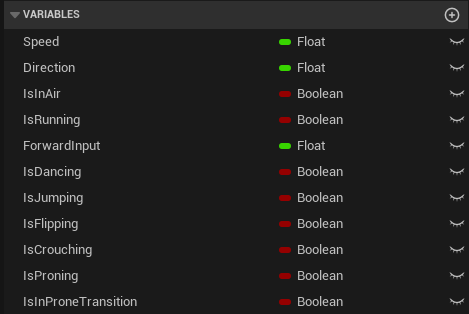 VARIABLES
Speed Float
Direction Float
IsInAir Boolean
IsRunning Boolean
ForwardInput Float
IsDancing Boolean
IsJumping Boolean
IsFlipping Boolean
IsCrouching Boolean
IsProning Boolean
IsInProneTransition Boolean